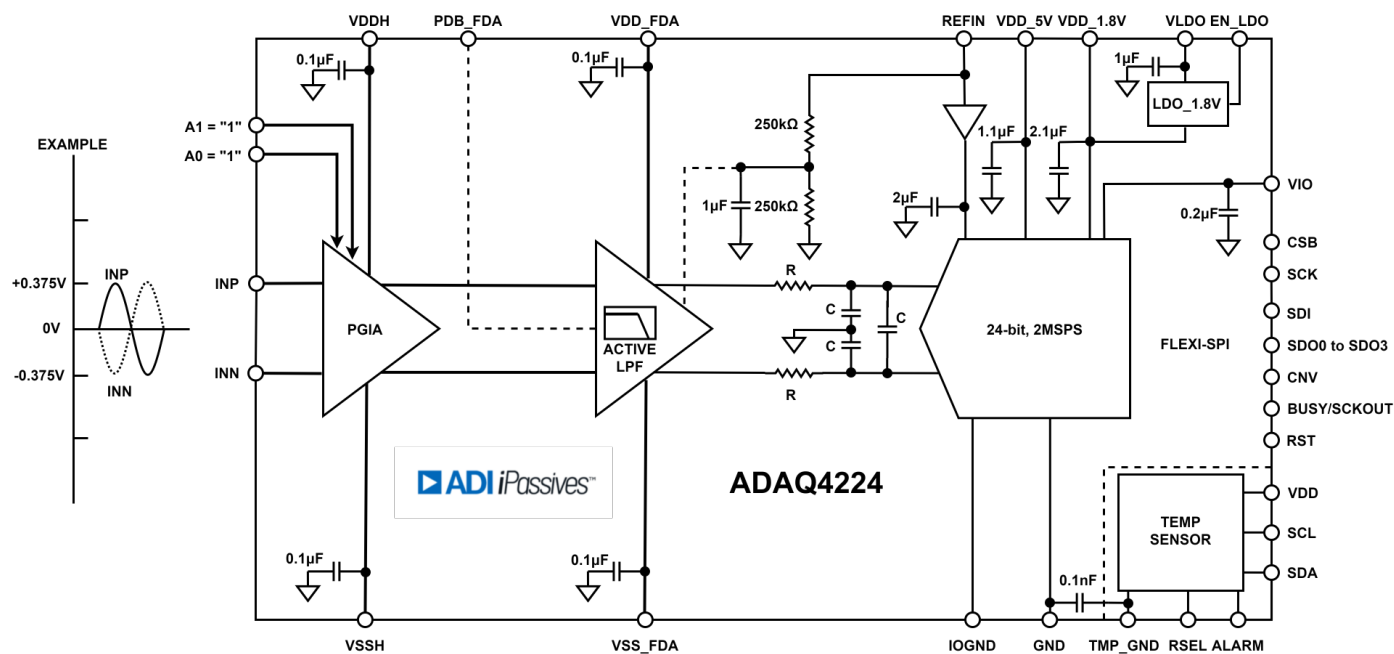 VDDH PDB_FDA VDD_FDA REFIN VDD_5V VDD_1.8V VLDO EN_LDO
0.1µF
0.1µF
1µF
LDO_1.8V
A1 = "1"
A0 = "1"
EXAMPLE
250kΩ
1.1µF
2.1µF
1µF
250kΩ
2µF
VIO
0.2µF
CSB
SCK
SDI
SDO0 to SDO3
CNV
BUSY/SCKOUT
RST
FLEXI-SPI
+0.375V
0V
-0.375V
INP
INN
INP
INN
PGIA
ACTIVE
LPF
R
R
C
C
C
24-bit, 2MSPS
ADI iPassives™
ADAQ4224
TEMP
SENSOR
VDD
SCL
SDA
0.1µF
0.1µF
0.1nF
VSSH VSS_FDA IOGND GND TMP_GND RSEL ALARM